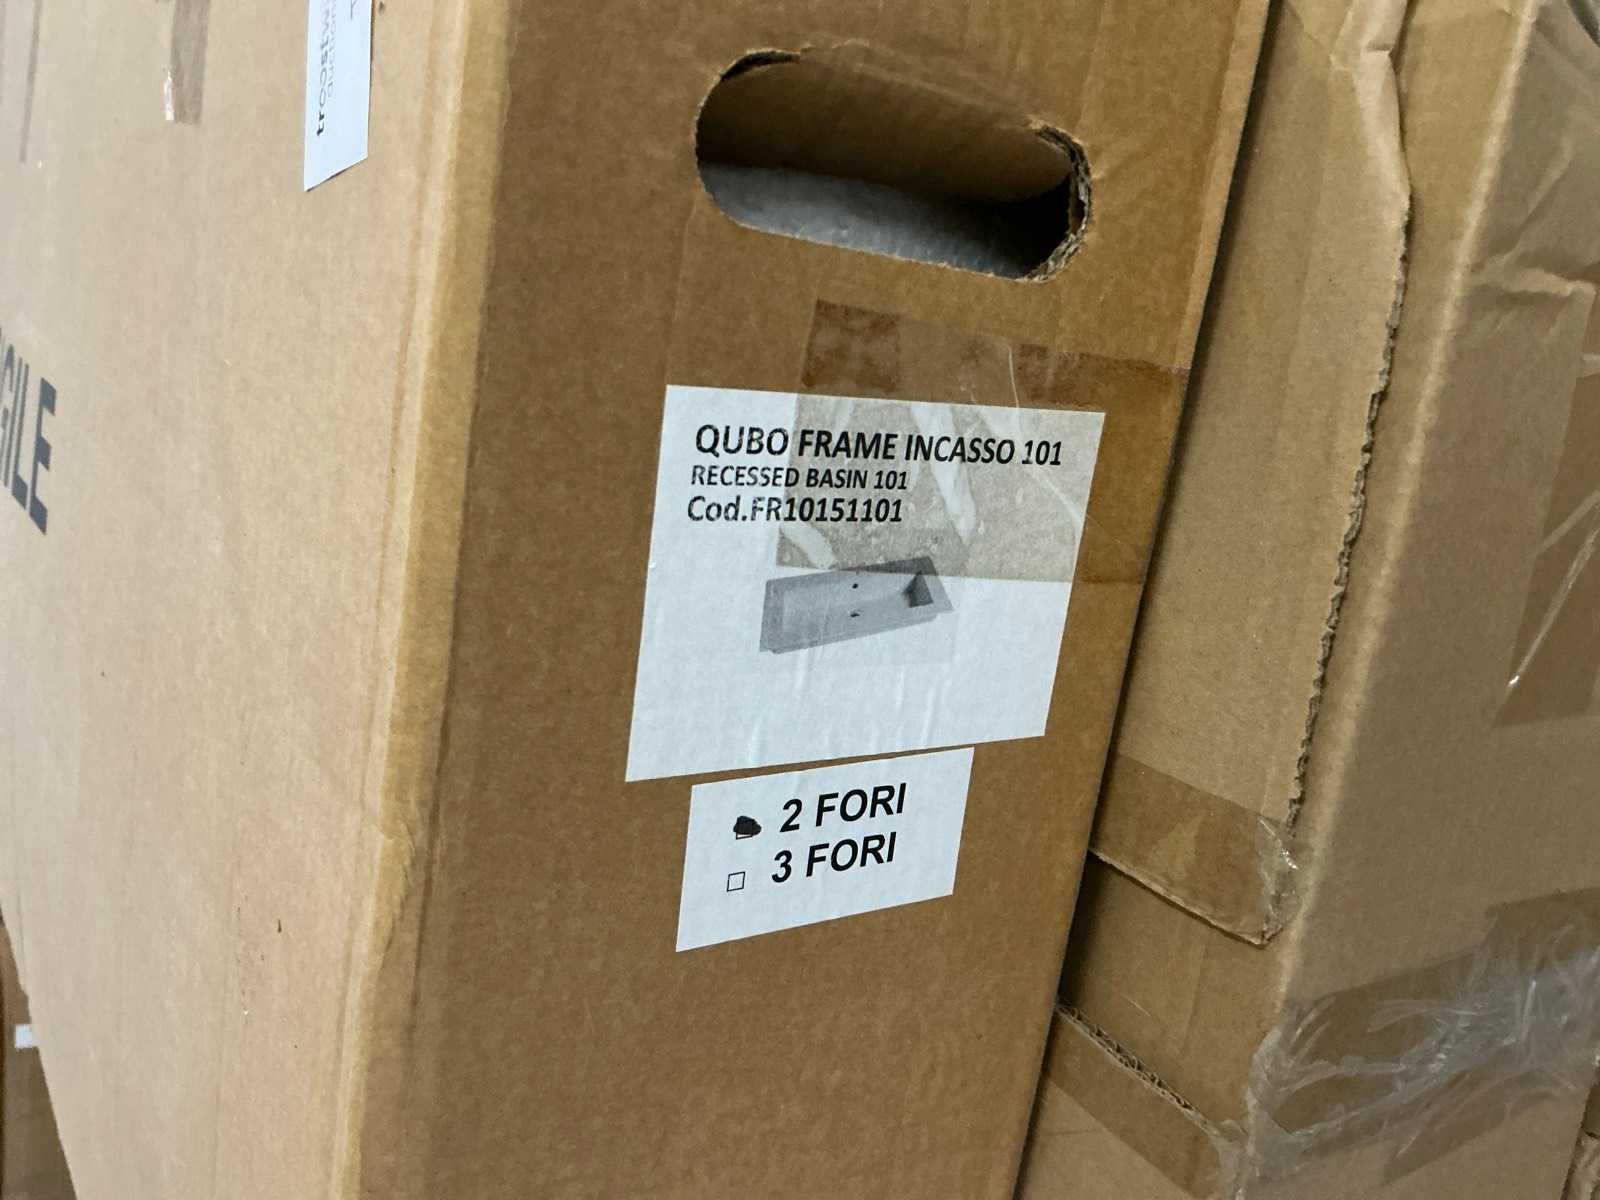 QUBO FRAME INCASSO 101
RECESSED BASIN 101
Cod.FR10151101
2 FORI
3 FORI